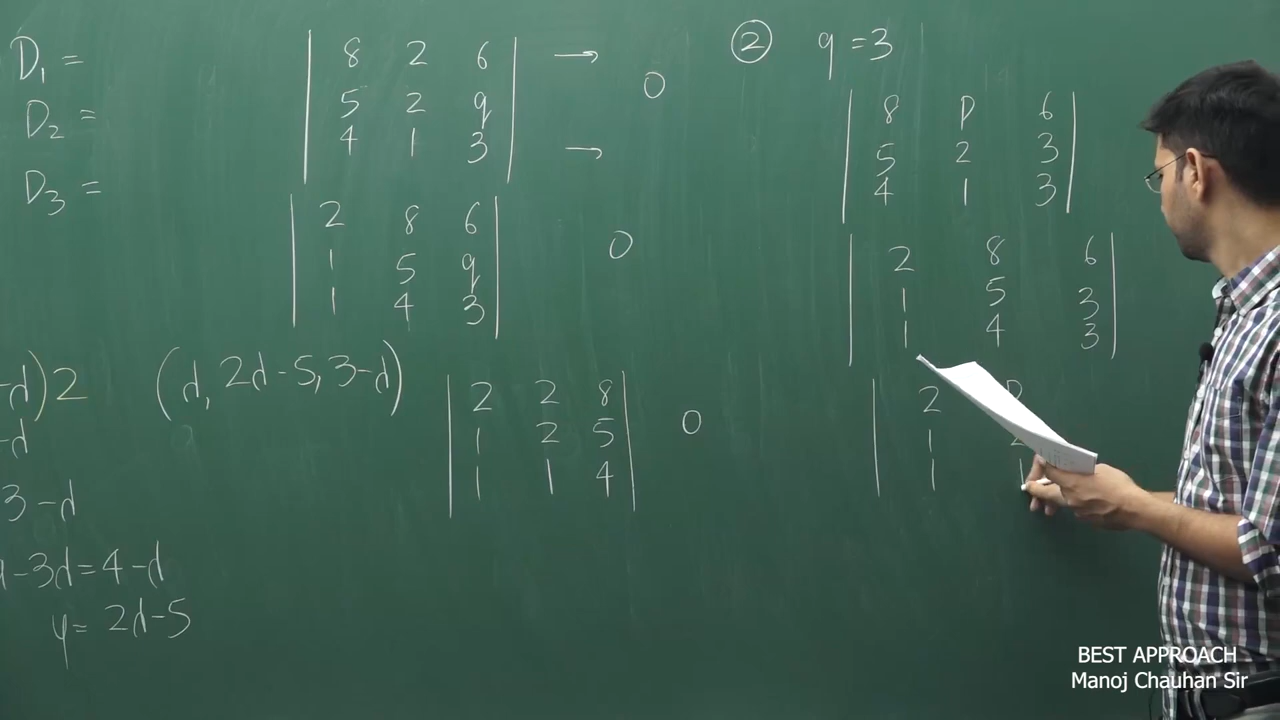 D₁ =
D₂ =
D₃ =
8 2 6 →
5 2 q 0
4 1 3 →
2 8 6
1 5 q 0
1 4 3
-d)2 (d, 2d-5, 3-d)
-d
3-d
-3d=4-d
y= 2d-5
2 2 8
1 2 5 0
1 1 4
② q=3
8 p 6
5 2 3
4 1 3
2 8 6
1 5 3
1 4 3
2
1
1 1
BEST APPROACH
Manoj Chauhan Sir